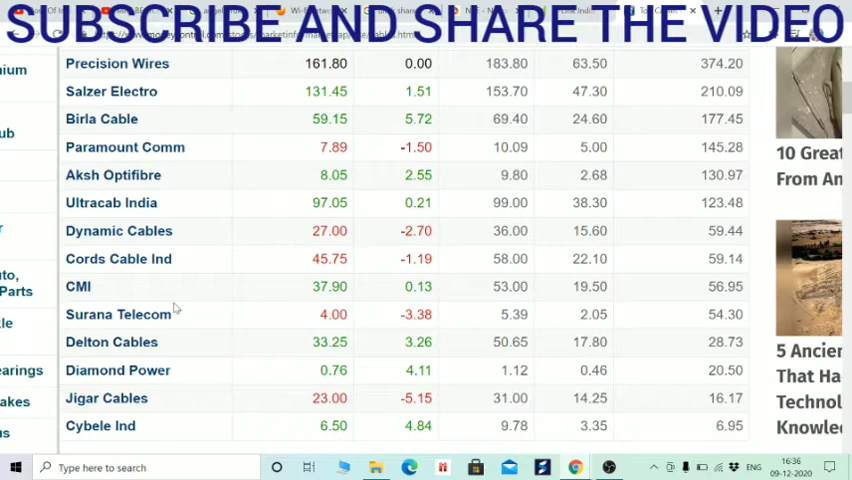 SUBSCRIBE AND SHARE THE VIDEO
Precision Wires 161.80 0.00 183.80 63.50 374.20
Salzer Electro 131.45 1.51 153.70 47.30 210.09
Birla Cable 59.15 5.72 69.40 24.60 177.45
Paramount Comm 7.89 -1.50 10.09 5.00 145.28
Aksh Optifibre 8.05 2.55 9.80 2.68 130.97
Ultracab India 97.05 0.21 99.00 38.30 123.48
Dynamic Cables 27.00 -2.70 36.00 15.60 59.44
Cords Cable Ind 45.75 -1.19 58.00 22.10 59.14
CMI 37.90 0.13 53.00 19.50 56.95
Surana Telecom 4.00 -3.38 5.39 2.05 54.30
Delton Cables 33.25 3.26 50.65 17.80 28.73
Diamond Power 0.76 4.11 1.12 0.46 20.50
Jigar Cables 23.00 -5.15 31.00 14.25 16.17
Cybele Ind 6.50 4.84 9.78 3.35 6.95
nium
ub
uto,
Parts
kle
earings
akes
us
10 Grea
From An
5 Ancier
That Ha
Technol
Knowled
Type here to search
ENG
16:36
09-12-2020